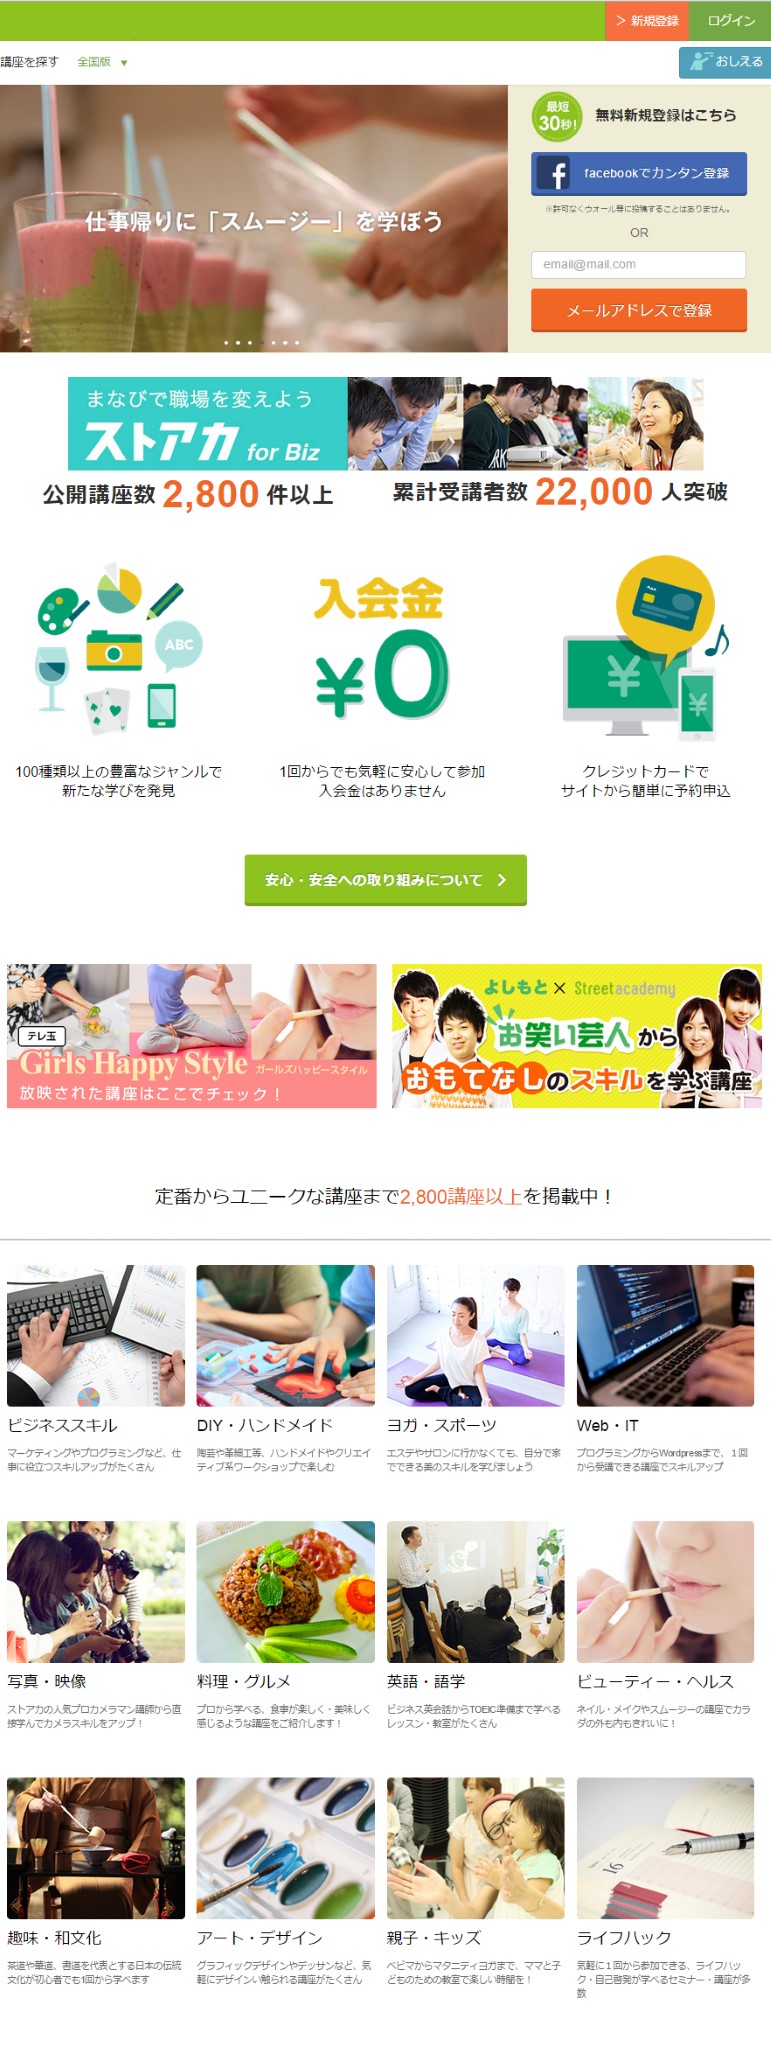 ＞ 新規登録
ログイン
講座を探す 全国版 ▼
おしえる
仕事帰りに「スムージー」を学ぼう
最短
30秒！
無料新規登録はこちら
facebookでカンタン登録
※許可なくウォール等に投稿することはありません。
OR
email@mail.com
メールアドレスで登録
まなびで職場を変えよう
ストアカ for Biz
公開講座数 2,800 件以上
累計受講者数 22,000 人突破
ABC
入会金
¥0
¥
¥
100種類以上の豊富なジャンルで
新たな学びを発見
1回からでも気軽に安心して参加
入会金はありません
クレジットカードで
サイトから簡単に予約申込
安心・安全への取り組みについて
テレ玉
Girls Happy Style ガールズハッピースタイル
放映された講座はここでチェック！
よしもと × Streetacademy
お笑い芸人から
おもてなしのスキルを学ぶ講座
定番からユニークな講座まで2,800講座以上を掲載中！
ビジネススキル
マーケティングやプログラミングなど、仕
事に役立つスキルアップがたくさん
DIY・ハンドメイド
陶芸や革細工等、ハンドメイドやクリエイ
ティブ系ワークショップで楽しむ
ヨガ・スポーツ
エステやサロンに行かなくても、自分で家
でできる美のスキルを学びましょう
Web・IT
プログラミングからWordpressまで、１回
から受講できる講座でスキルアップ
写真・映像
ストアカの人気プロカメラマン講師から直
接学んでカメラスキルをアップ！
料理・グルメ
プロから学べる、食事が楽しく・美味しく
感じるような講座をご紹介します！
英語・語学
ビジネス英会話からTOEIC準備まで学べる
レッスン・教室がたくさん
ビューティー・ヘルス
ネイル・メイクやスムージーの講座でカラ
ダの外も内もきれいに！
16
趣味・和文化
茶道や華道、書道を代表とする日本の伝統
文化が初心者でも1回から学べます
アート・デザイン
グラフィックデザインやデッサンなど、気
軽にデザインい触られる講座がたくさん
親子・キッズ
ベビマからマタニティヨガまで、ママと子
どものための教室で楽しい時間を！
ライフハック
気軽に１回から参加できる、ライフハッ
ク・自己啓発が学べるセミナー・講座が多
数